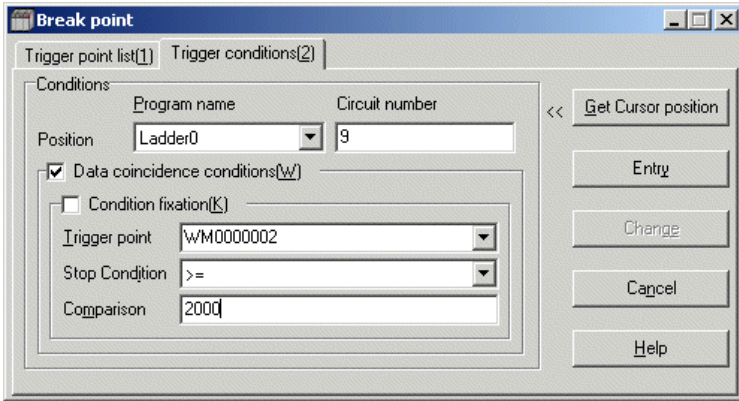 Break point
Trigger point list(1) Trigger conditions(2)
Conditions
Program name Circuit number
Position Ladder0 9
<< Get Cursor position
Data coincidence conditions(W)
Entry
Condition fixation(K)
Trigger point WM0000002
Change
Stop Condition >=
Cancel
Comparison 2000
Help